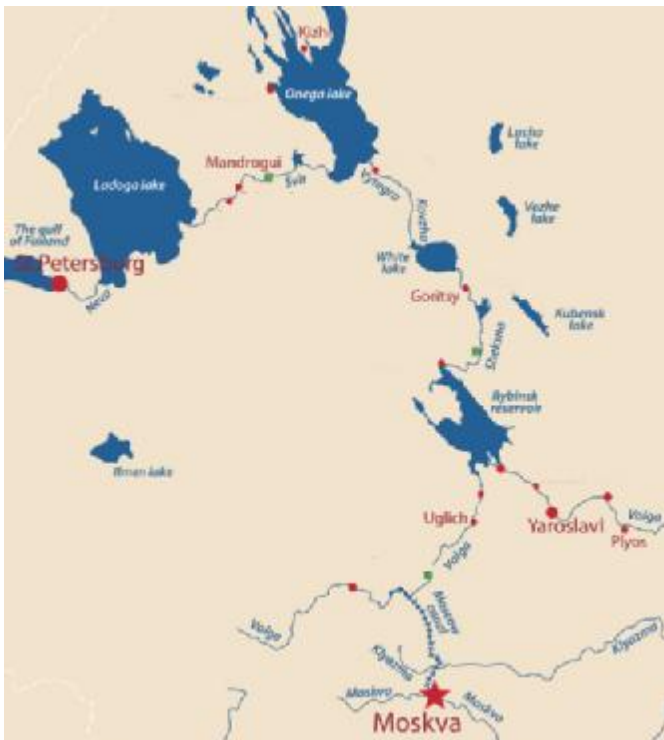 Kizhi
Onega lake
Lacha
lake
Mandrogui
Svir
Ladoga lake
Vytegra
Vozhe
lake
Kovzha
The gulf
of Finland
St.Petersburg
Neva
White
lake
Goritsy
Kubensk
lake
Sheksna
Rybinsk
reservoir
Ilmen lake
Uglich
Volga
Yaroslavl
Volga
Plyos
Moscow
canal
Volga
Klyazma
Klyazma
Moskva
Moskva
Moskva